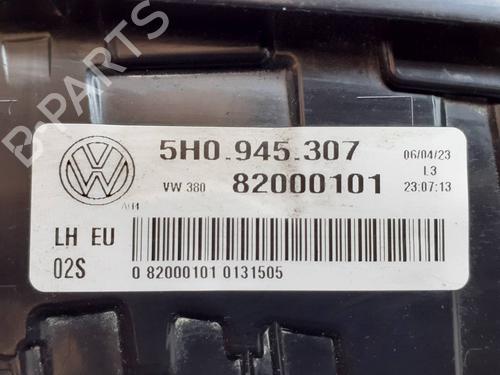 B-PARTS
5H0.945.307
06/04/23
VW 380 82000101
L3
23:07:13
LH EU
02S
0 82000101 0131505